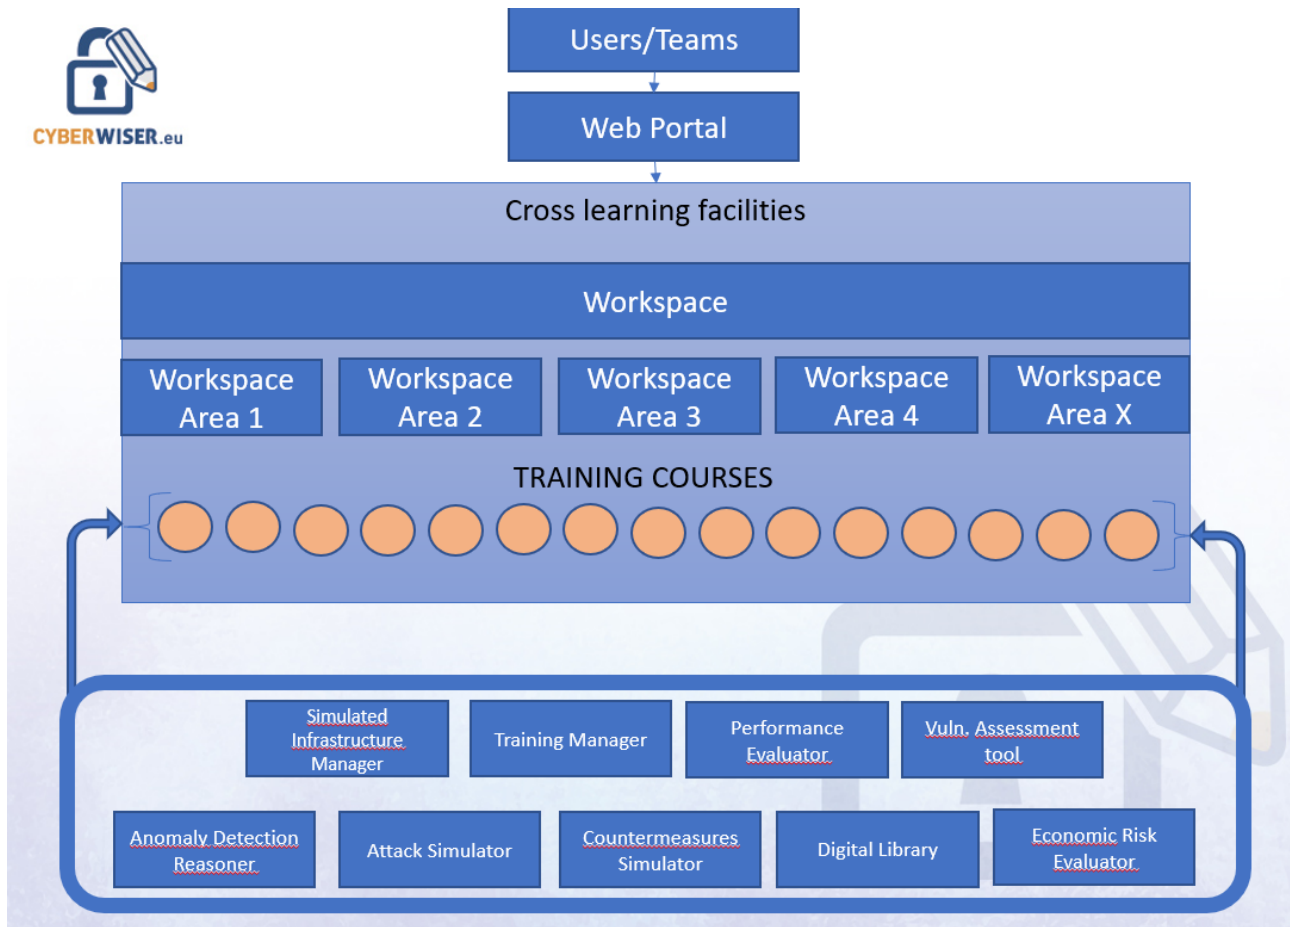 CYBERWISER.eu
Users/Teams
Web Portal
Cross learning facilities
Workspace
Workspace
Area 1
Workspace
Area 2
Workspace
Area 3
Workspace
Area 4
Workspace
Area X
TRAINING COURSES
Simulated
Infrastructure
Manager
Training Manager
Performance
Evaluator
Vuln. Assessment
tool
Anomaly Detection
Reasoner
Attack Simulator
Countermeasures
Simulator
Digital Library
Economic Risk
Evaluator